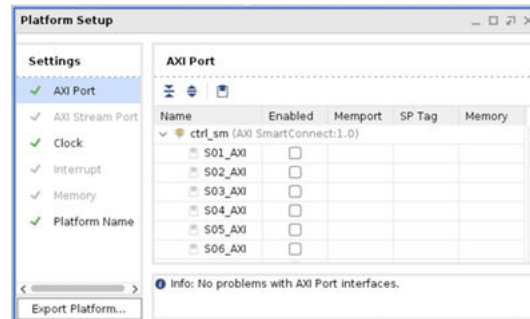 Platform Setup
Settings
AXI Port
AXI Stream Port
Clock
Interrupt
Memory
Platform Name
Export Platform...
AXI Port
Name Enabled Memport SP Tag Memory
ctrl_sm (AXI SmartConnect:1.0)
S01_AXI
S02_AXI
S03_AXI
S04_AXI
S05_AXI
S06_AXI
Info: No problems with AXI Port interfaces.